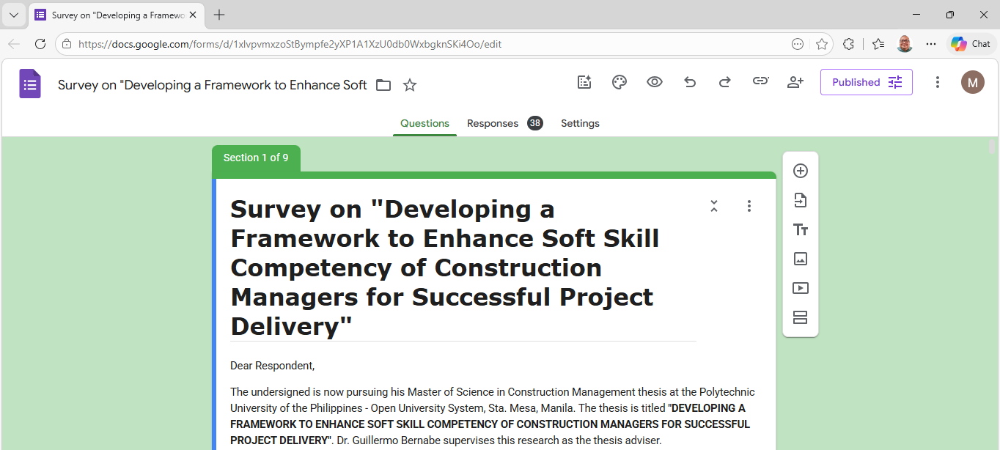 Survey on "Developing a Framewo
https://docs.google.com/forms/d/1xlvpvmxzoStBympfe2yXP1A1XzU0db0WxbgknSKi4Oo/edit
Chat
Survey on "Developing a Framework to Enhance Soft
Published
M
Questions Responses 38 Settings
Section 1 of 9
Survey on "Developing a
Framework to Enhance Soft Skill
Competency of Construction
Managers for Successful Project
Delivery"
Tт
Dear Respondent,
The undersigned is now pursuing his Master of Science in Construction Management thesis at the Polytechnic
University of the Philippines - Open University System, Sta. Mesa, Manila. The thesis is titled "DEVELOPING A
FRAMEWORK TO ENHANCE SOFT SKILL COMPETENCY OF CONSTRUCTION MANAGERS FOR SUCCESSFUL
PROJECT DELIVERY". Dr. Guillermo Bernabe supervises this research as the thesis adviser.